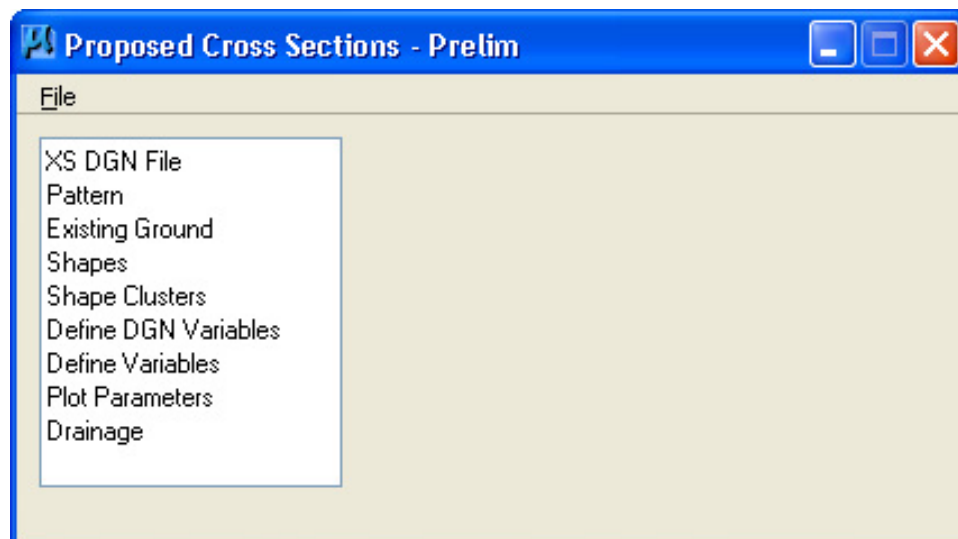 Proposed Cross Sections - Prelim
File
XS DGN File
Pattern
Existing Ground
Shapes
Shape Clusters
Define DGN Variables
Define Variables
Plot Parameters
Drainage